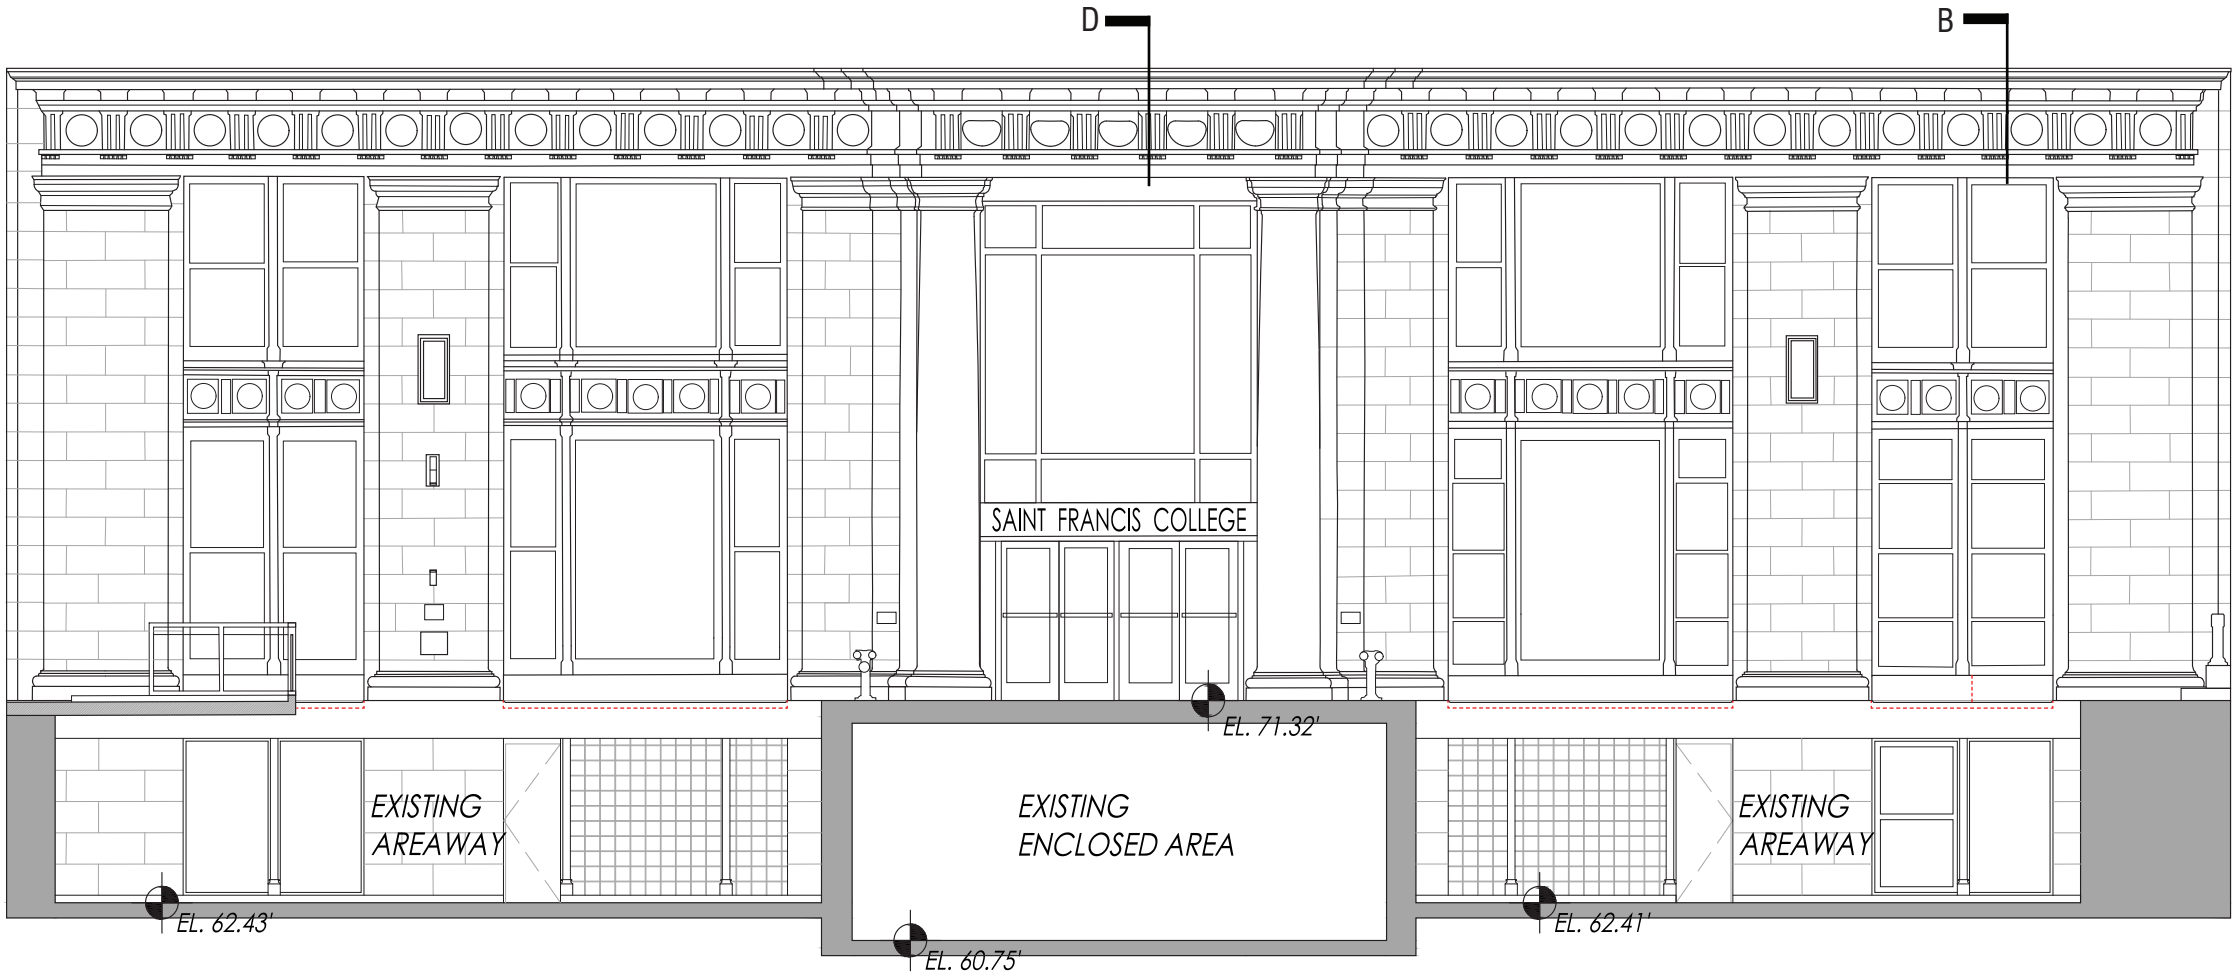 D
B
SAINT FRANCIS COLLEGE
EL. 71.32'
EXISTING
AREAWAY
EXISTING
ENCLOSED AREA
EXISTING
AREAWAY
EL. 62.43'
EL. 60.75'
EL. 62.41'